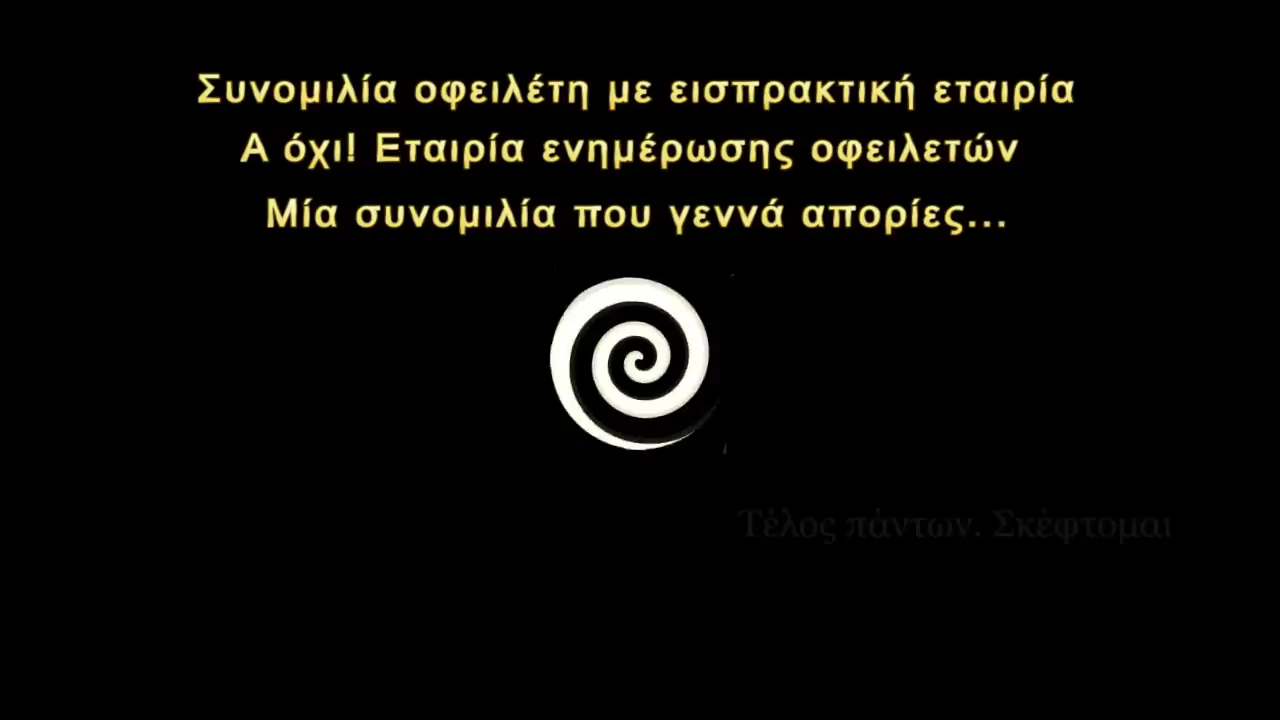 Συνομιλία οφειλέτη με εισπρακτική εταιρία
Α όχι! Εταιρία ενημέρωσης οφειλετών
Μία συνομιλία που γεννά απορίες...
Τέλος πάντων. Σκέφτομαι